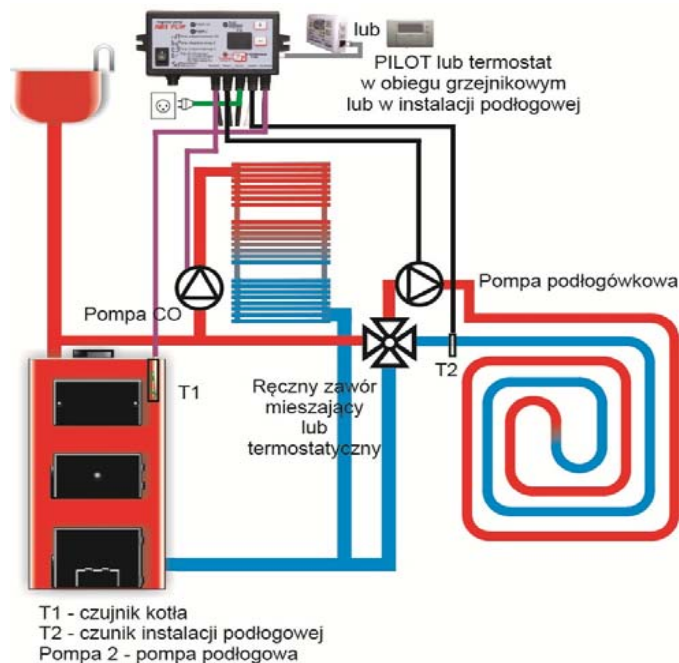 lub
PILOT lub termostat
w obiegu grzejnikowym
lub w instalacji podłogowej
Pompa podłogówkowa
Pompa CO
T1
T2
Ręczny zawór
mieszający
lub
termostatyczny
T1 - czujnik kotła
T2 - czunik instalacji podłogowej
Pompa 2 - pompa podłogowa